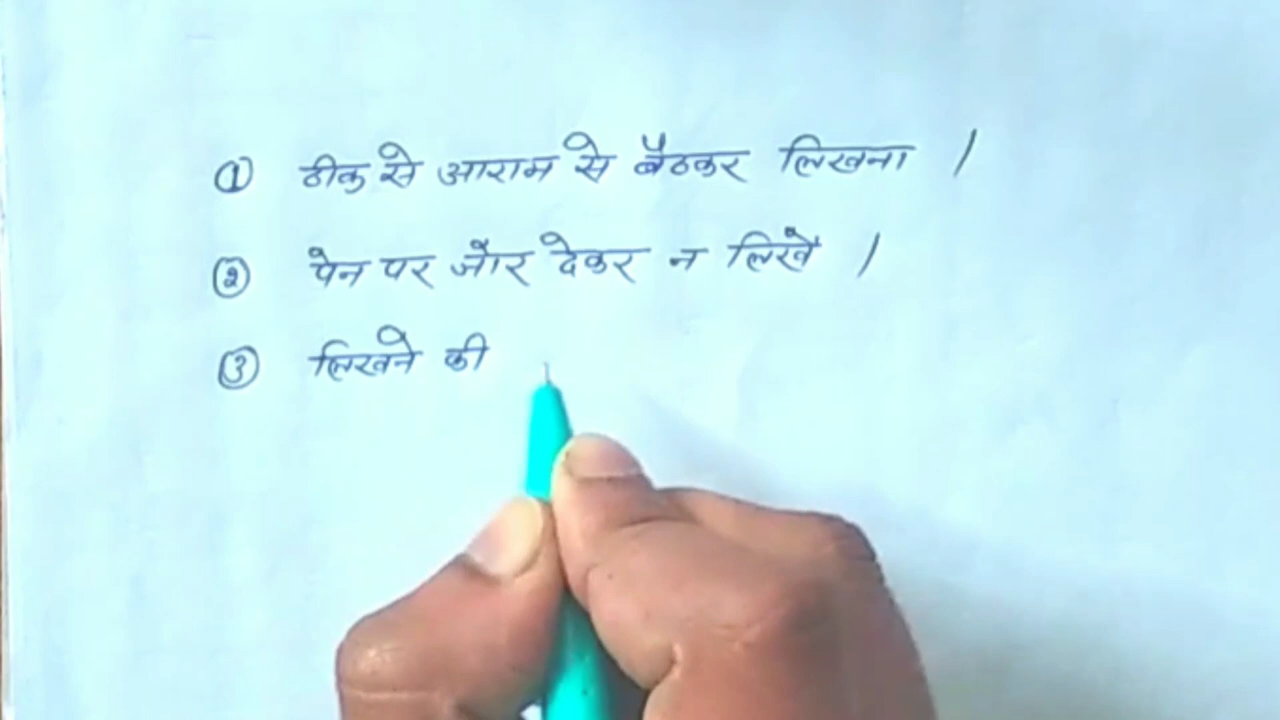 ① ठीक से आराम से बैठकर लिखना ।
② पेन पर जोर देकर न लिखे ।
③ लिखने की